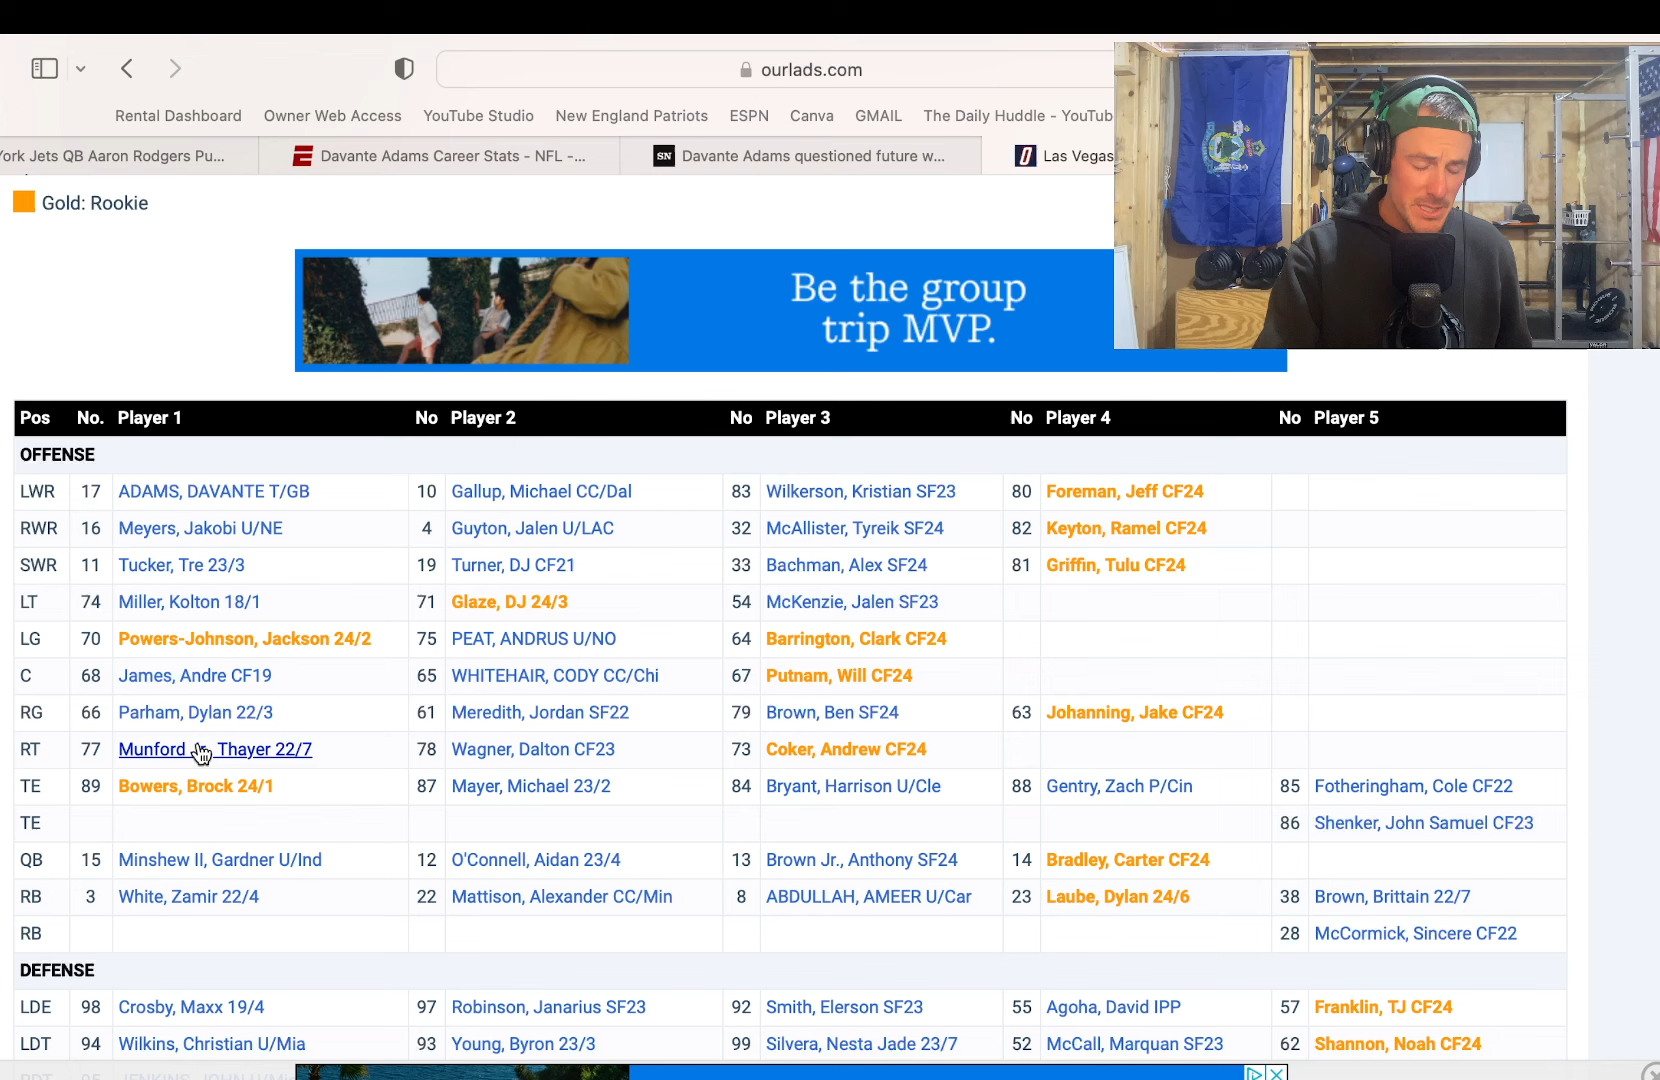 ourlads.com
Rental Dashboard Owner Web Access YouTube Studio New England Patriots ESPN Canva GMAIL The Daily Huddle - YouTub
York Jets QB Aaron Rodgers Pu... Davante Adams Career Stats - NFL -... SN Davante Adams questioned future w... Las Vegas
Gold: Rookie
Be the group
trip MVP.
Pos No. Player 1 No Player 2 No Player 3 No Player 4 No Player 5
OFFENSE
LWR 17 ADAMS, DAVANTE T/GB 10 Gallup, Michael CC/Dal 83 Wilkerson, Kristian SF23 80 Foreman, Jeff CF24
RWR 16 Meyers, Jakobi U/NE 4 Guyton, Jalen U/LAC 32 McAllister, Tyreik SF24 82 Keyton, Ramel CF24
SWR 11 Tucker, Tre 23/3 19 Turner, DJ CF21 33 Bachman, Alex SF24 81 Griffin, Tulu CF24
LT 74 Miller, Kolton 18/1 71 Glaze, DJ 24/3 54 McKenzie, Jalen SF23
LG 70 Powers-Johnson, Jackson 24/2 75 PEAT, ANDRUS U/NO 64 Barrington, Clark CF24
C 68 James, Andre CF19 65 WHITEHAIR, CODY CC/Chi 67 Putnam, Will CF24
RG 66 Parham, Dylan 22/3 61 Meredith, Jordan SF22 79 Brown, Ben SF24 63 Johanning, Jake CF24
RT 77 Munford Thayer 22/7 78 Wagner, Dalton CF23 73 Coker, Andrew CF24
TE 89 Bowers, Brock 24/1 87 Mayer, Michael 23/2 84 Bryant, Harrison U/Cle 88 Gentry, Zach P/Cin 85 Fotheringham, Cole CF22
TE 86 Shenker, John Samuel CF23
QB 15 Minshew II, Gardner U/Ind 12 O'Connell, Aidan 23/4 13 Brown Jr., Anthony SF24 14 Bradley, Carter CF24
RB 3 White, Zamir 22/4 22 Mattison, Alexander CC/Min 8 ABDULLAH, AMEER U/Car 23 Laube, Dylan 24/6 38 Brown, Brittain 22/7
RB 28 McCormick, Sincere CF22
DEFENSE
LDE 98 Crosby, Maxx 19/4 97 Robinson, Janarius SF23 92 Smith, Elerson SF23 55 Agoha, David IPP 57 Franklin, TJ CF24
LDT 94 Wilkins, Christian U/Mia 93 Young, Byron 23/3 99 Silvera, Nesta Jade 23/7 52 McCall, Marquan SF23 62 Shannon, Noah CF24